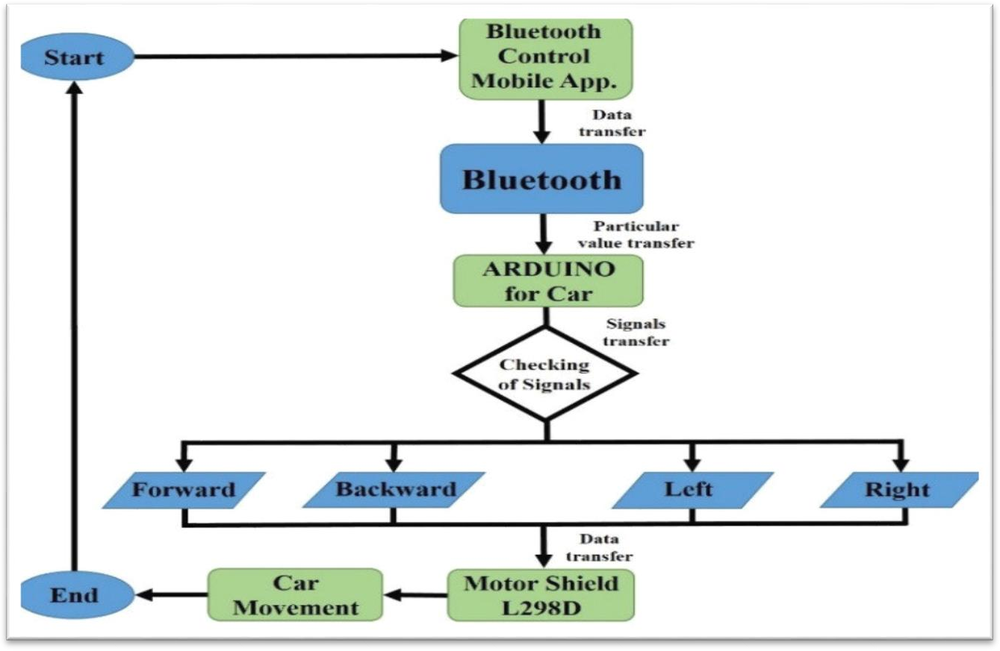 Start
Bluetooth
Control
Mobile App.
Data
transfer
Bluetooth
Particular
value transfer
ARDUINO
for Car
Signals
transfer
Checking
of Signals
Forward
Backward
Left
Right
Data
transfer
End
Car
Movement
Motor Shield
L298D